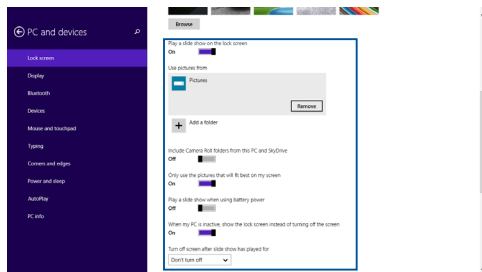 PC and devices
Lock screen
Display
Bluetooth
Devices
Mouse and touchpad
Typing
Corners and edges
Power and sleep
AutoPlay
PC info
Browse
Play a slide show on the lock screen
On
Use pictures from
Pictures
Remove
Add a folder
Include Camera Roll folders from this PC and SkyDrive
Off
Only use the pictures that will fit best on my screen
On
Play a slide show when using battery power
Off
When my PC is inactive, show the lock screen instead of turning off the screen
On
Turn off screen after slide show has played for
Don't turn off